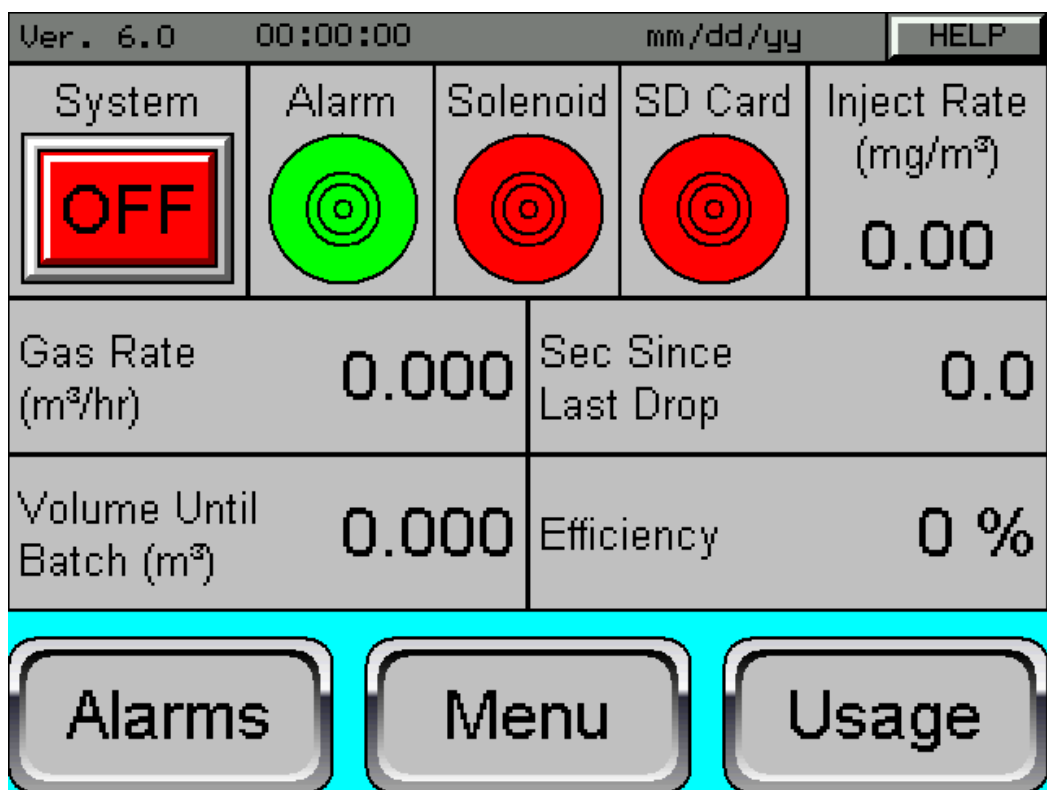 Ver. 6.0 00:00:00 mm/dd/yy HELP
System Alarm Solenoid SD Card Inject Rate
(mg/m³)
OFF
0.00
Gas Rate
(m³/hr)
0.000
Sec Since
Last Drop
0.0
Volume Until
Batch (m³)
0.000
Efficiency
0 %
Alarms Menu Usage